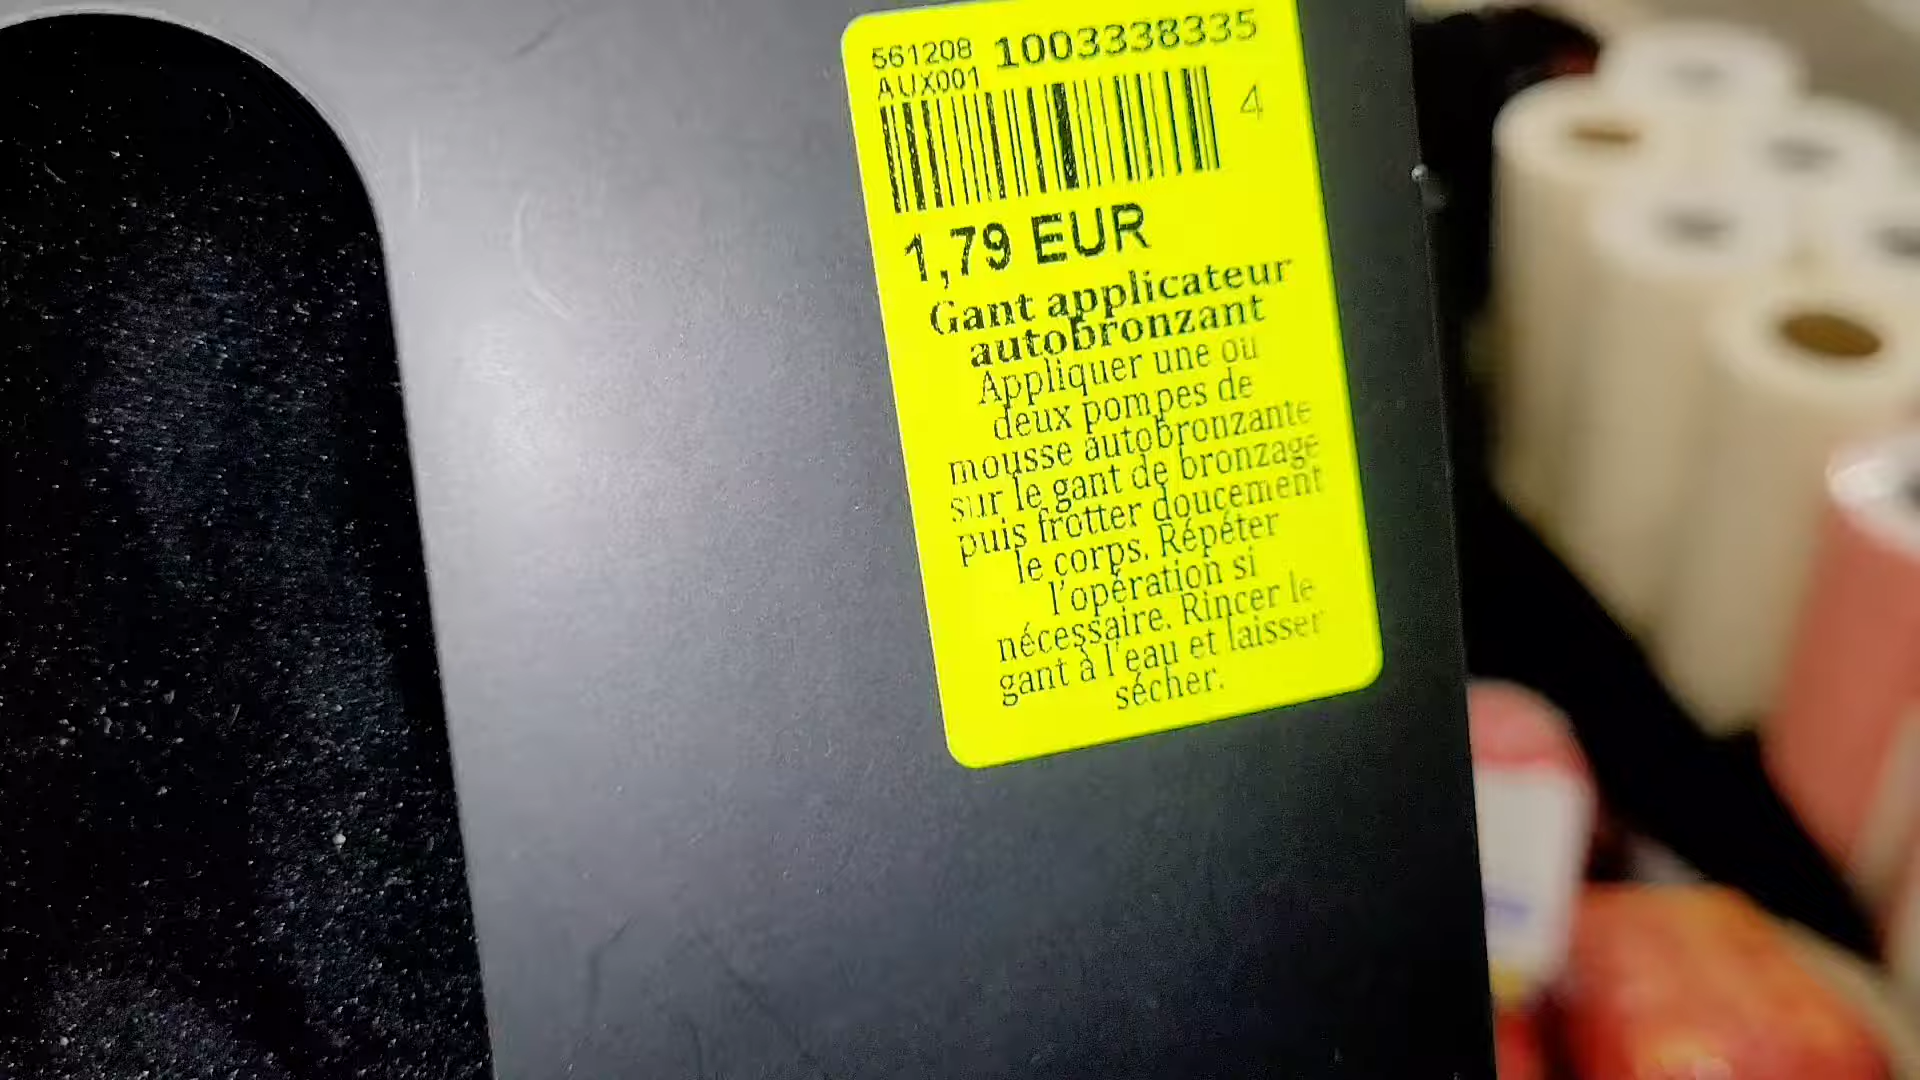 561208 1003338335
AUX001
4
1,79 EUR
Gant applicateur
autobronzant
Appliquer une ou
deux pompes de
mousse autobronzante
sur le gant de bronzage
puis frotter doucement
le corps. Répéter
l'opération si
nécessaire. Rincer le
gant à l'eau et laisser
sécher.